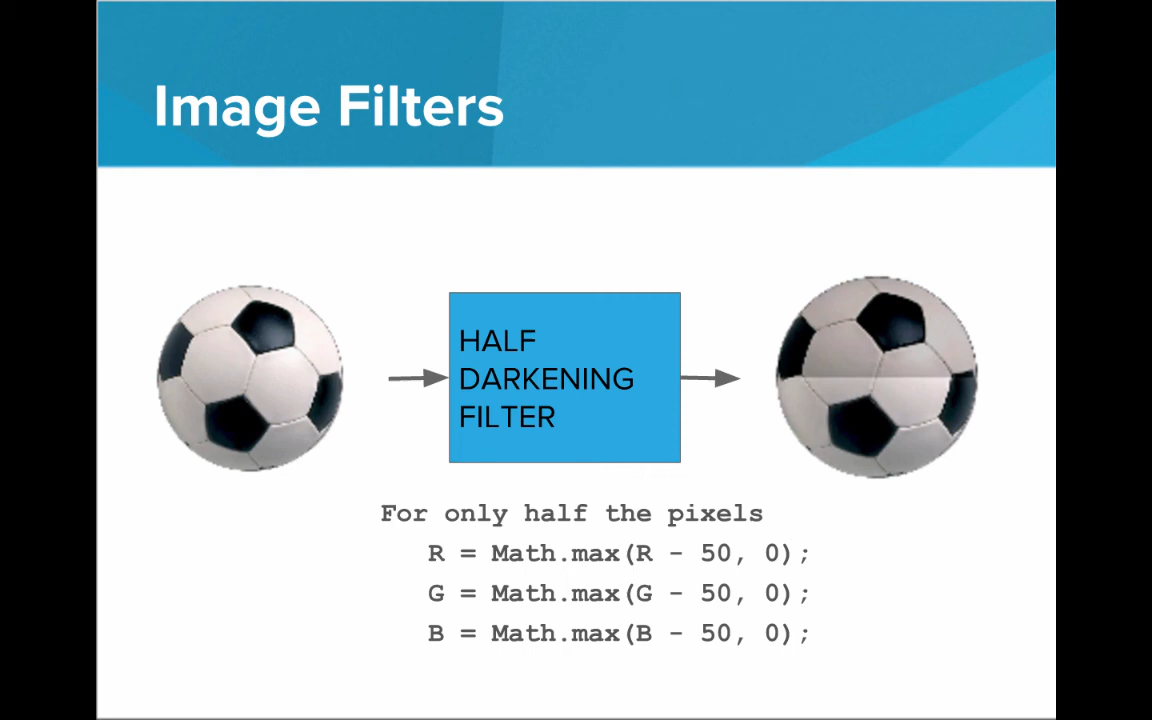 Image Filters
HALF
DARKENING
FILTER
For only half the pixels
R = Math.max(R - 50, 0);
G = Math.max(G - 50, 0);
B = Math.max(B - 50, 0);